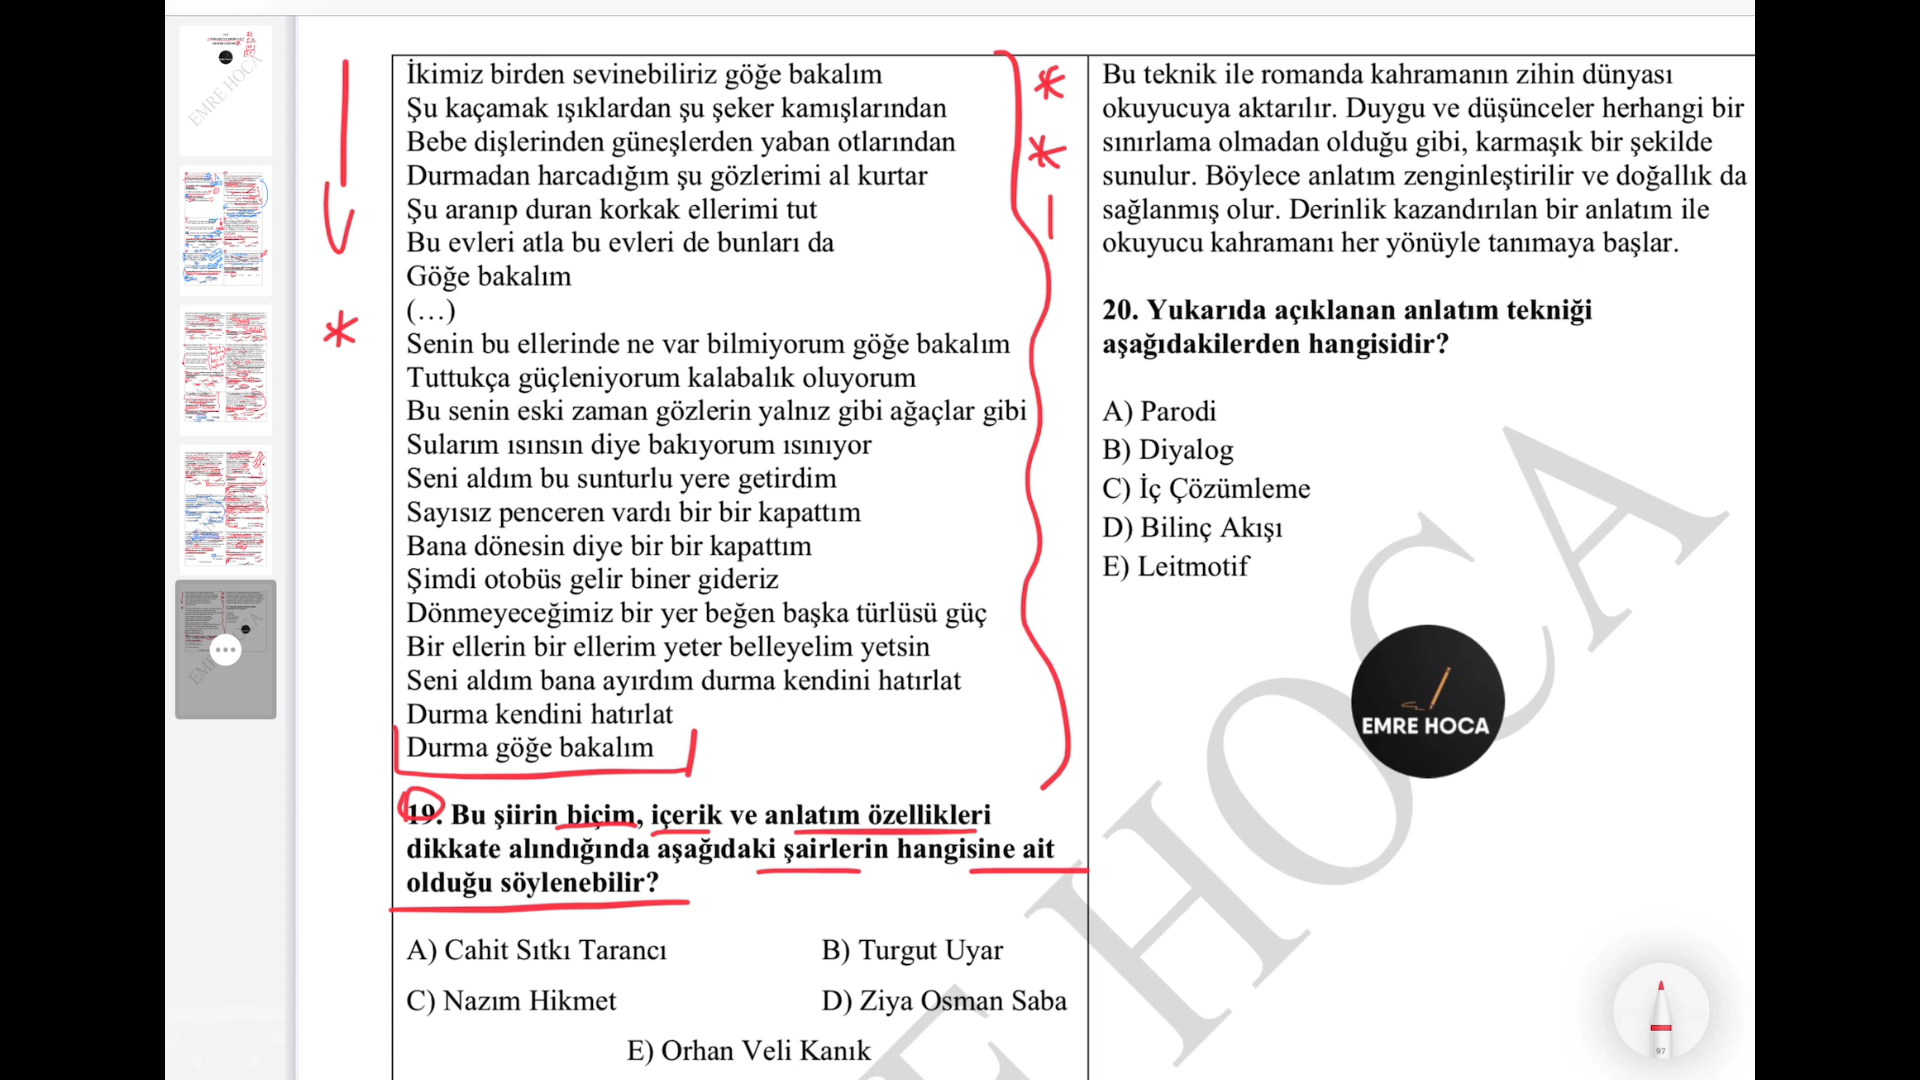 İkimiz birden sevinebiliriz göğe bakalım
Şu kaçamak ışıklardan şu şeker kamışlarından
Bebe dişlerinden güneşlerden yaban otlarından
Durmadan harcadığım şu gözlerimi al kurtar
Şu aranıp duran korkak ellerimi tut
Bu evleri atla bu evleri de bunları da
Göğe bakalım
(…)
Senin bu ellerinde ne var bilmiyorum göğe bakalım
Tuttukça güçleniyorum kalabalık oluyorum
Bu senin eski zaman gözlerin yalnız gibi ağaçlar gibi
Sularım ısınsın diye bakıyorum ısınıyor
Seni aldım bu sunturlu yere getirdim
Sayısız penceren vardı bir bir kapattım
Bana dönesin diye bir bir kapattım
Şimdi otobüs gelir biner gideriz
Dönmeyeceğimiz bir yer beğen başka türlüsü güç
Bir ellerin bir ellerim yeter belleyelim yetsin
Seni aldım bana ayırdım durma kendini hatırlat
Durma kendini hatırlat
Durma göğe bakalım
19. Bu şiirin biçim, içerik ve anlatım özellikleri
dikkate alındığında aşağıdaki şairlerin hangisine ait
olduğu söylenebilir?
A) Cahit Sıtkı Tarancı
B) Turgut Uyar
C) Nazım Hikmet
D) Ziya Osman Saba
E) Orhan Veli Kanık
Bu teknik ile romanda kahramanın zihin dünyası
okuyucuya aktarılır. Duygu ve düşünceler herhangi bir
sınırlama olmadan olduğu gibi, karmaşık bir şekilde
sunulur. Böylece anlatım zenginleştirilir ve doğallık da
sağlanmış olur. Derinlik kazandırılan bir anlatım ile
okuyucu kahramanı her yönüyle tanımaya başlar.
20. Yukarıda açıklanan anlatım tekniği
aşağıdakilerden hangisidir?
A) Parodi
B) Diyalog
C) İç Çözümleme
D) Bilinç Akışı
E) Leitmotif
EMRE HOCA
E HOCA
EMRE HOCA
97